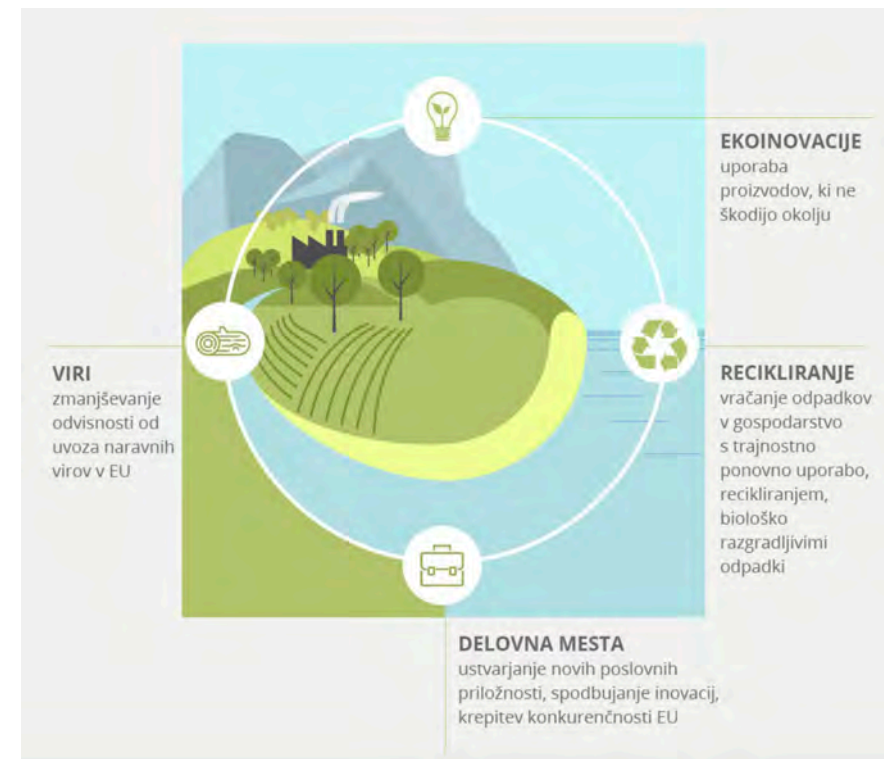 EKOINOVACIJE
uporaba
proizvodov, ki ne
škodijo okolju
VIRI
zmanjševanje
odvisnosti od
uvoza naravnih
virov v EU
RECIKLIRANJE
vračanje odpadkov
v gospodarstvo
s trajnostno
ponovno uporabo,
recikliranjem,
biološko
razgradljivimi
odpadki
DELOVNA MESTA
ustvarjanje novih poslovnih
priložnosti, spodbujanje inovacij,
krepitev konkurenčnosti EU